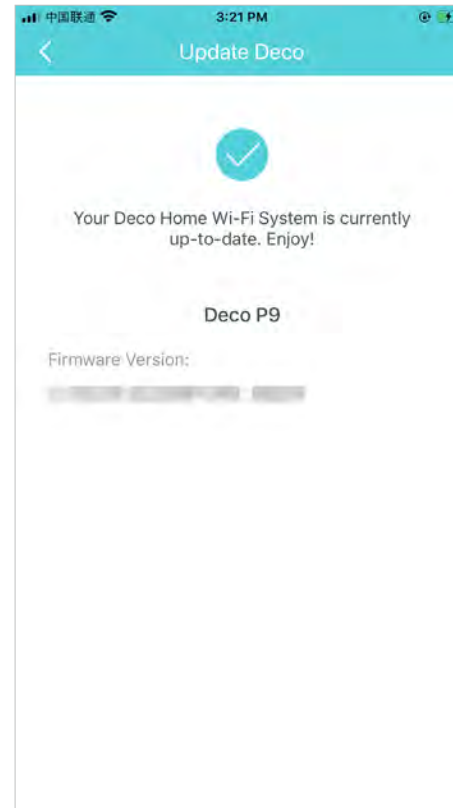 中国联通 3:21 PM
Update Deco
Your Deco Home Wi-Fi System is currently
up-to-date. Enjoy!
Deco P9
Firmware Version: